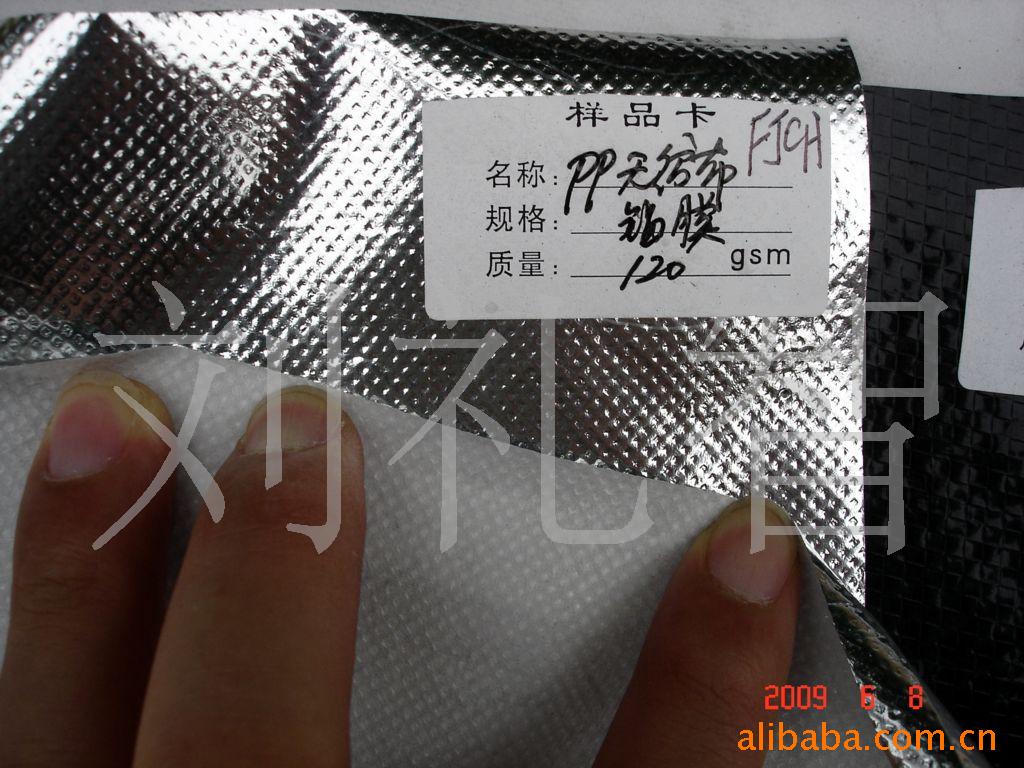 样品卡 FJCH
名称: PP无纺布
规格: 铝膜
质量: 120 gsm
刘礼智
2009 6 8
alibaba.com.cn